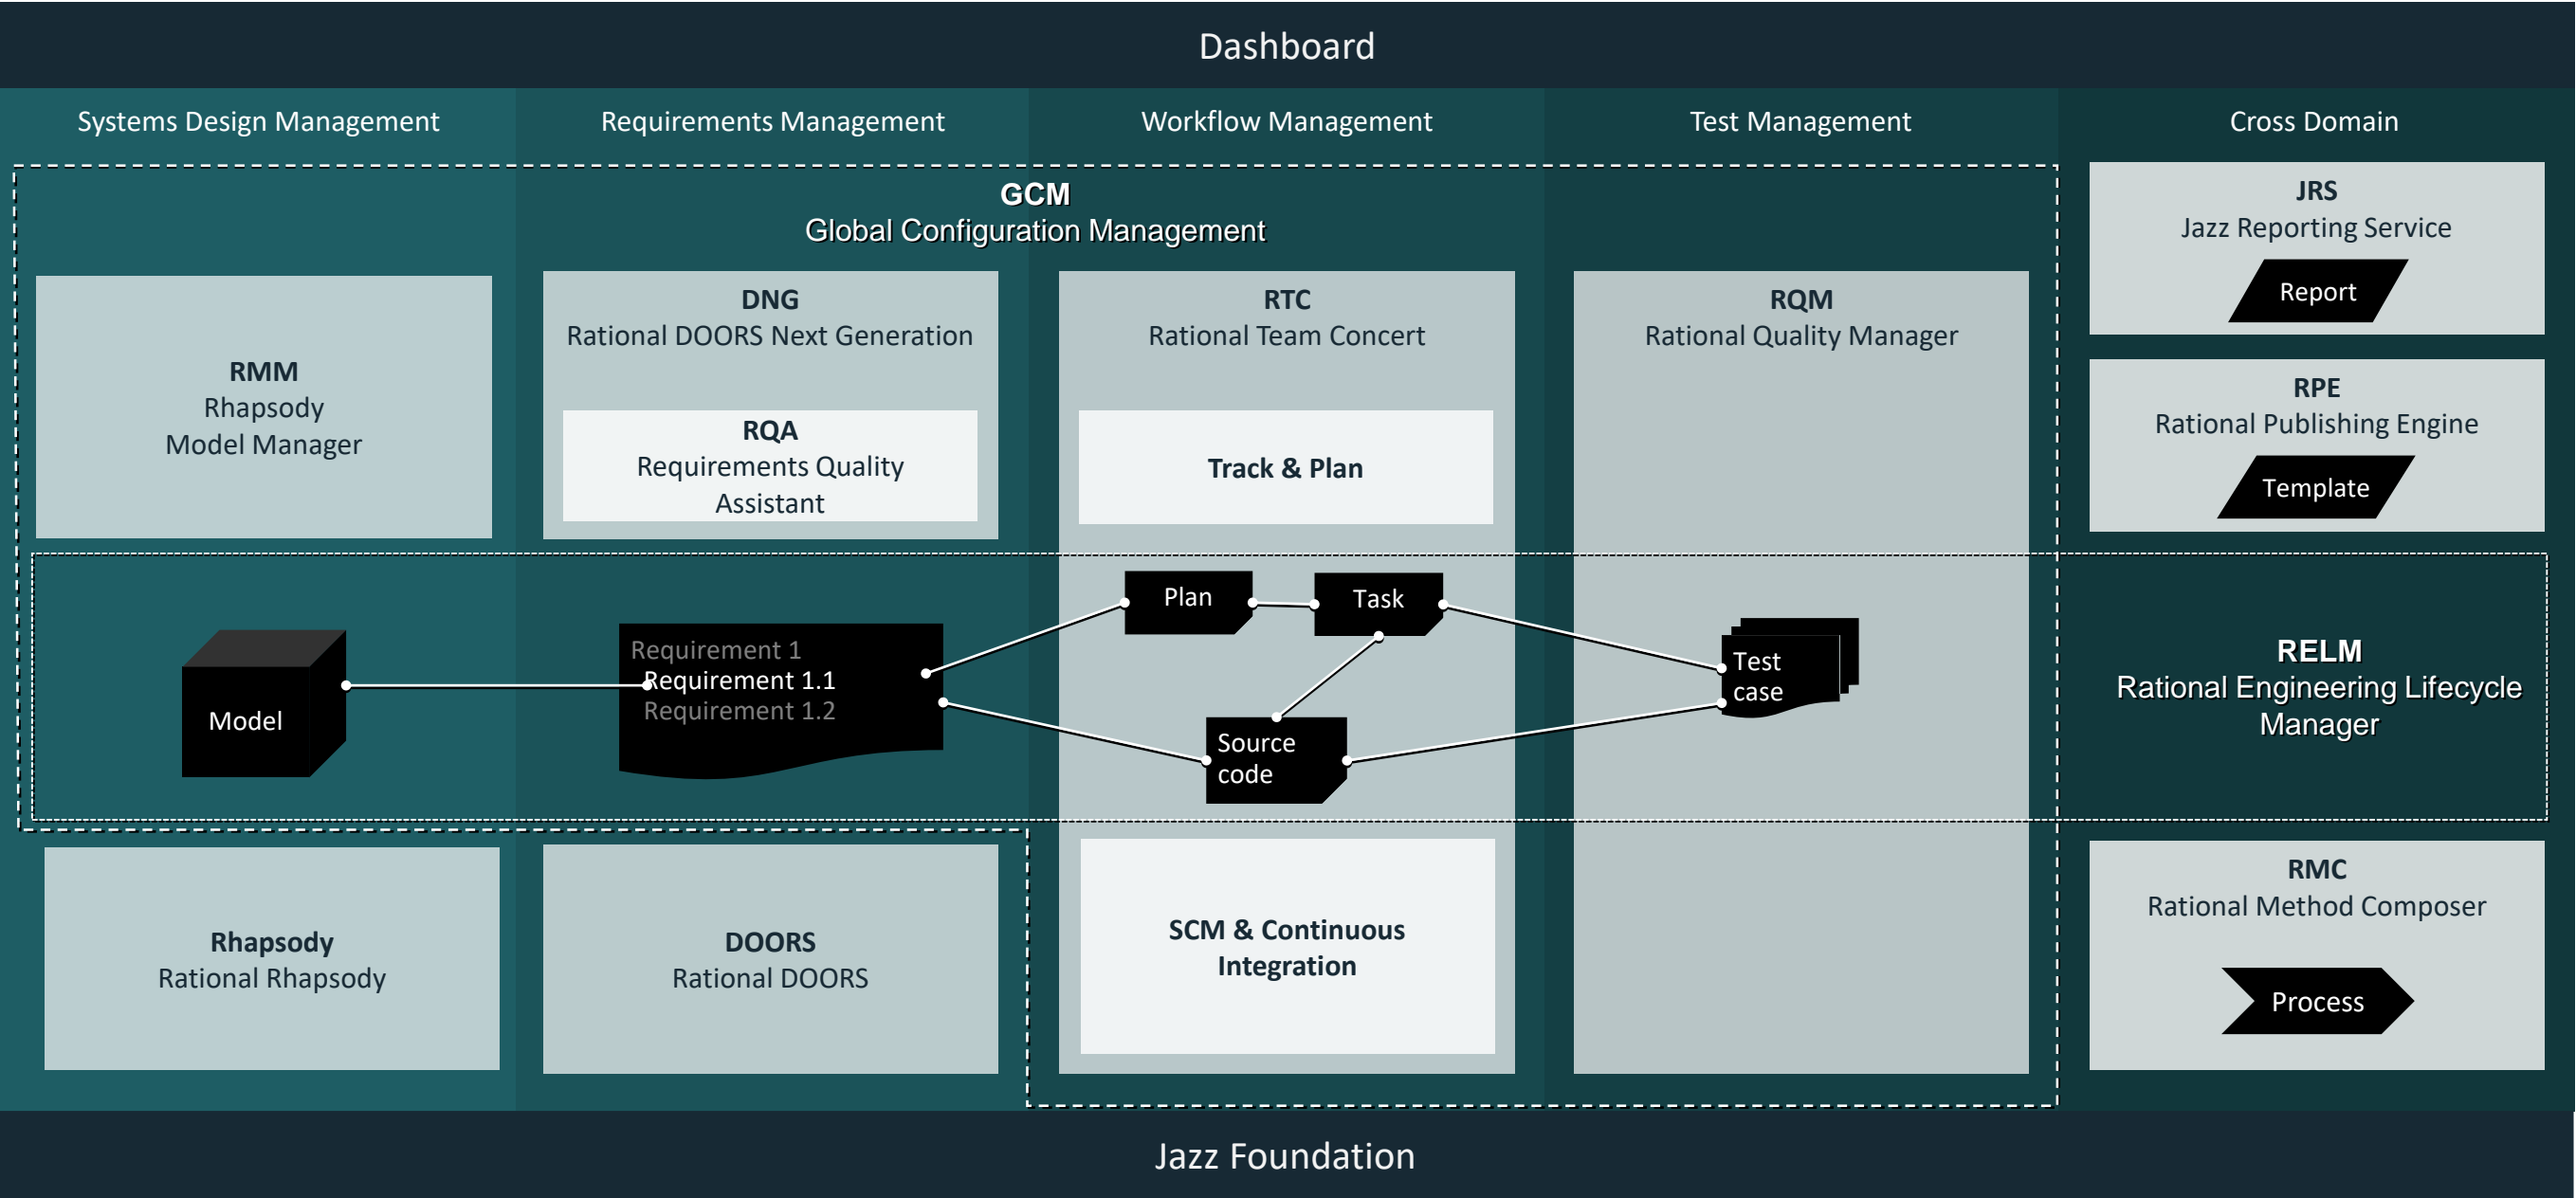 Dashboard
Systems Design Management
Requirements Management
Workflow Management
Test Management
Cross Domain
GCM
Global Configuration Management
RMM
Rhapsody
Model Manager
DNG
Rational DOORS Next Generation
RQA
Requirements Quality
Assistant
RTC
Rational Team Concert
Track & Plan
RQM
Rational Quality Manager
JRS
Jazz Reporting Service
Report
RPE
Rational Publishing Engine
Template
Model
Requirement 1
Requirement 1.1
Requirement 1.2
Plan
Task
Source
code
Test
case
RELM
Rational Engineering Lifecycle
Manager
Rhapsody
Rational Rhapsody
DOORS
Rational DOORS
SCM & Continuous
Integration
RMC
Rational Method Composer
Process
Jazz Foundation